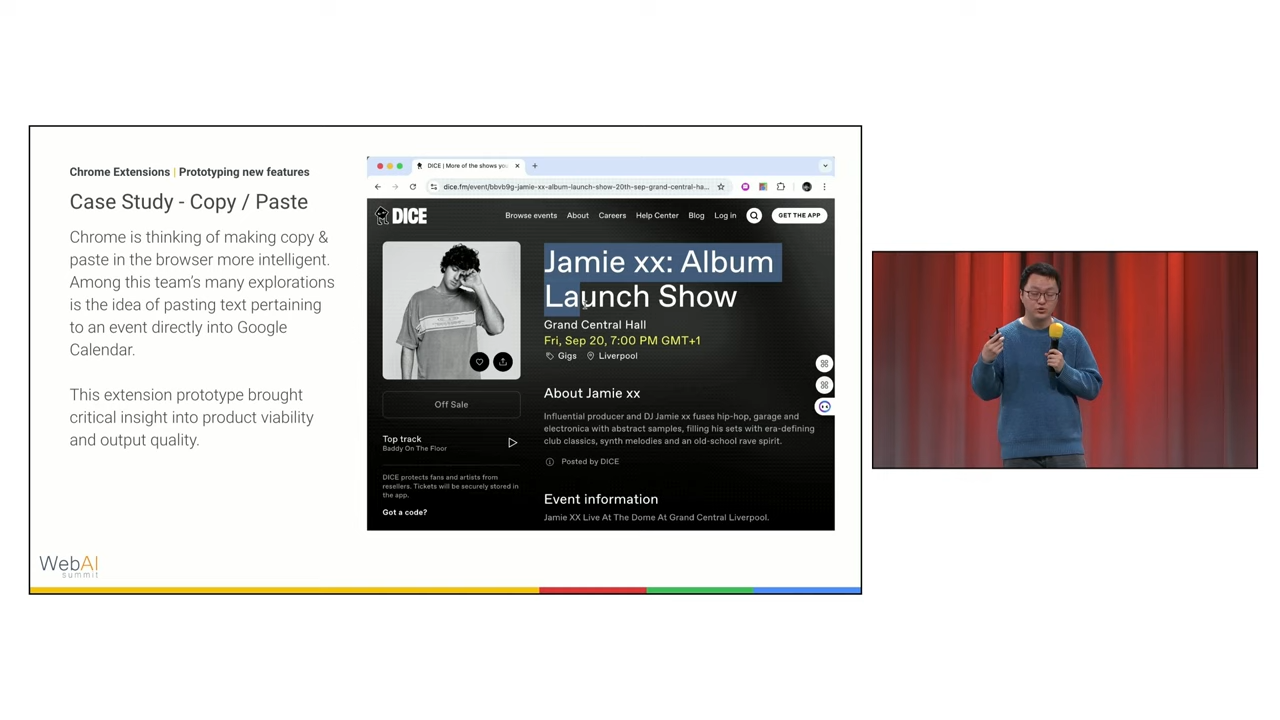 Chrome Extensions | Prototyping new features
Case Study - Copy / Paste
Chrome is thinking of making copy &
paste in the browser more intelligent.
Among this team's many explorations
is the idea of pasting text pertaining
to an event directly into Google
Calendar.
This extension prototype brought
critical insight into product viability
and output quality.
WebAI
summit
DICE | More of the shows you
dice.fm/event/bbvb9g-jamie-xx-album-launch-show-20th-sep-grand-central-ha...
DICE
Browse events About Careers Help Center Blog Log in GET THE APP
Jamie xx: Album
Launch Show
Grand Central Hall
Fri, Sep 20, 7:00 PM GMT+1
Gigs Liverpool
Off Sale
Top track
Baddy On The Floor
DICE protects fans and artists from
resellers. Tickets will be securely stored in
the app.
Got a code?
About Jamie xx
Influential producer and DJ Jamie xx fuses hip-hop, garage and
electronica with abstract samples, filling his sets with era-defining
club classics, synth melodies and an old-school rave spirit.
Posted by DICE
Event information
Jamie XX Live At The Dome At Grand Central Liverpool.